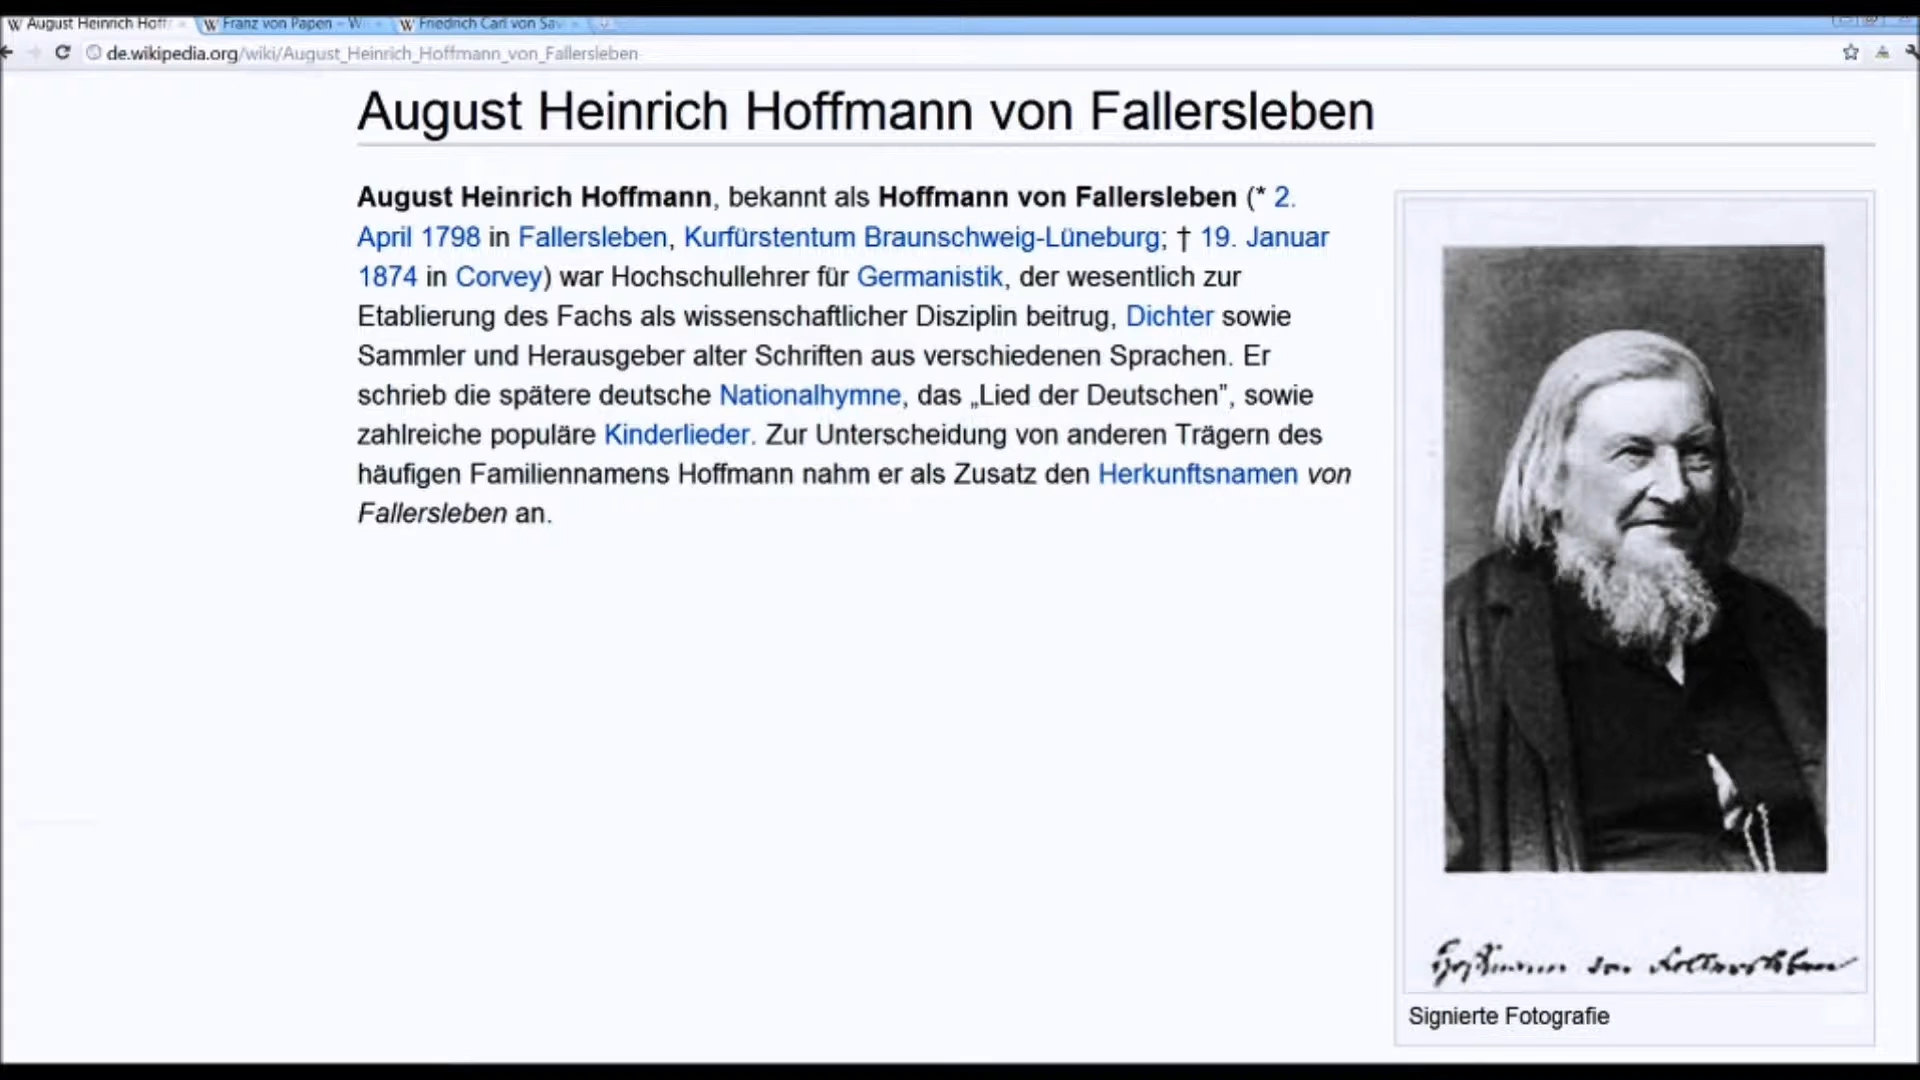 August Heinrich Hoff
Franz von Papen – Wi
Friedrich Carl von Sav
de.wikipedia.org/wiki/August_Heinrich_Hoffmann_von_Fallersleben
August Heinrich Hoffmann von Fallersleben
August Heinrich Hoffmann, bekannt als Hoffmann von Fallersleben (* 2.
April 1798 in Fallersleben, Kurfürstentum Braunschweig-Lüneburg; † 19. Januar
1874 in Corvey) war Hochschullehrer für Germanistik, der wesentlich zur
Etablierung des Fachs als wissenschaftlicher Disziplin beitrug, Dichter sowie
Sammler und Herausgeber alter Schriften aus verschiedenen Sprachen. Er
schrieb die spätere deutsche Nationalhymne, das „Lied der Deutschen”, sowie
zahlreiche populäre Kinderlieder. Zur Unterscheidung von anderen Trägern des
häufigen Familiennamens Hoffmann nahm er als Zusatz den Herkunftsnamen von
Fallersleben an.
Hoffmann von Fallersleben
Signierte Fotografie